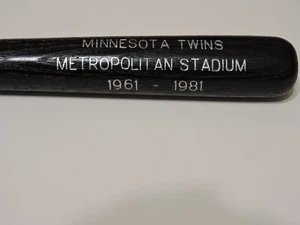 MINNESOTA TWINS
METROPOLITAN STADIUM
1961 - 1981